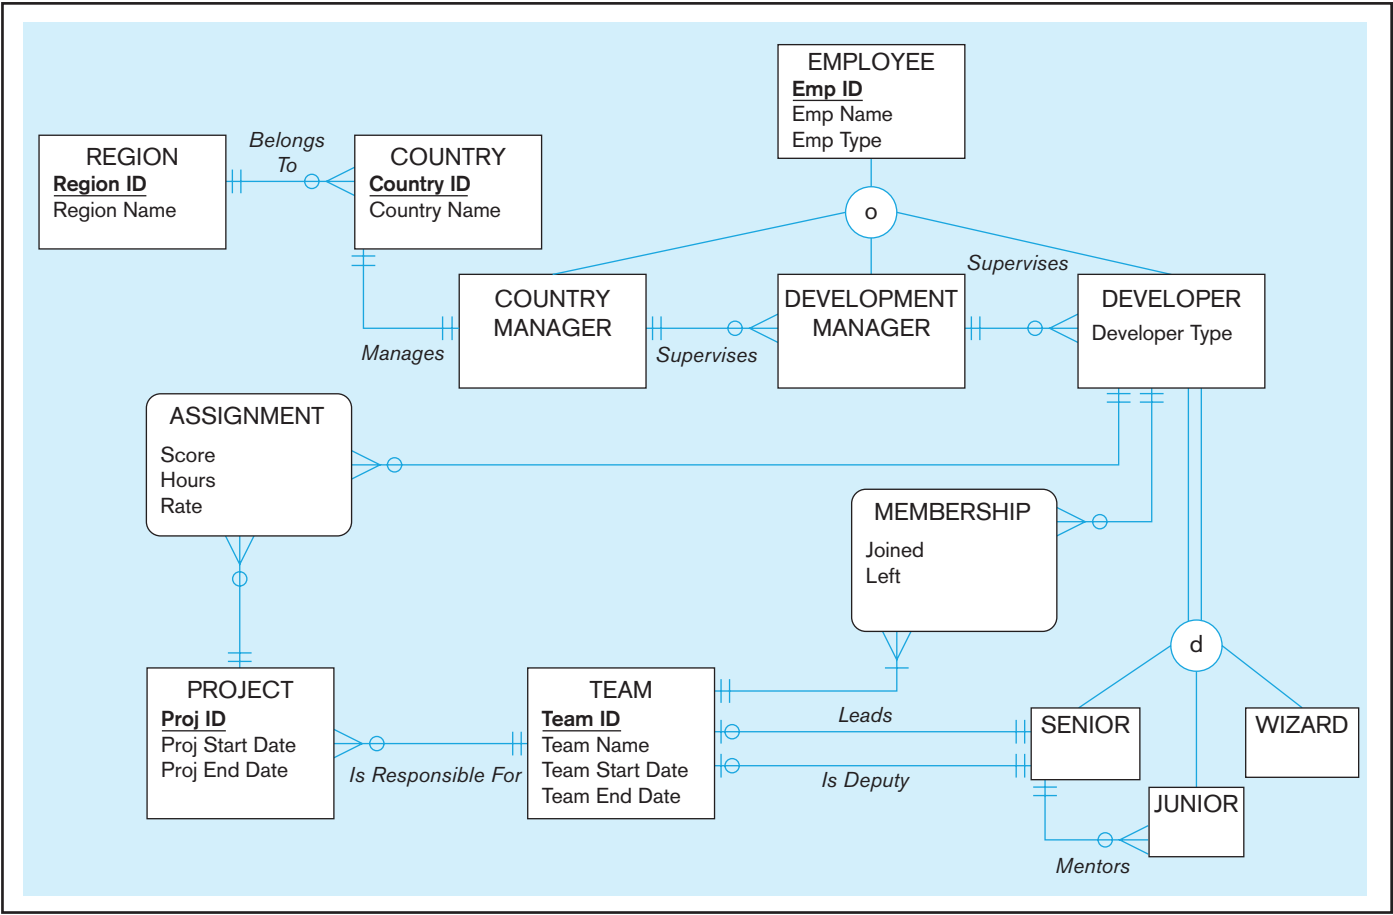 EMPLOYEE
Emp ID
Emp Name
Emp Type
REGION
Region ID
Region Name
Belongs
To
COUNTRY
Country ID
Country Name
o
Manages
COUNTRY
MANAGER
Supervises
DEVELOPMENT
MANAGER
Supervises
DEVELOPER
Developer Type
ASSIGNMENT
Score
Hours
Rate
MEMBERSHIP
Joined
Left
d
PROJECT
Proj ID
Proj Start Date
Proj End Date
Is Responsible For
TEAM
Team ID
Team Name
Team Start Date
Team End Date
Leads
Is Deputy
SENIOR
WIZARD
JUNIOR
Mentors